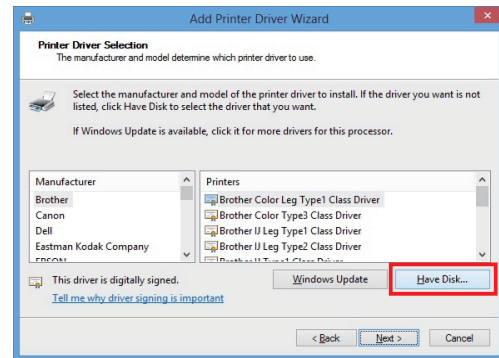 Add Printer Driver Wizard
Printer Driver Selection
The manufacturer and model determine which printer driver to use.
Select the manufacturer and model of the printer driver to install. If the driver you want is not
listed, click Have Disk to select the driver that you want.
If Windows Update is available, click it for more drivers for this processor.
Manufacturer
Brother
Canon
Dell
Eastman Kodak Company
EPSON
Printers
Brother Color Leg Type1 Class Driver
Brother Color Type3 Class Driver
Brother IJ Leg Type1 Class Driver
Brother IJ Leg Type2 Class Driver
This driver is digitally signed.
Tell me why driver signing is important
Windows Update
Have Disk...
< Back
Next >
Cancel